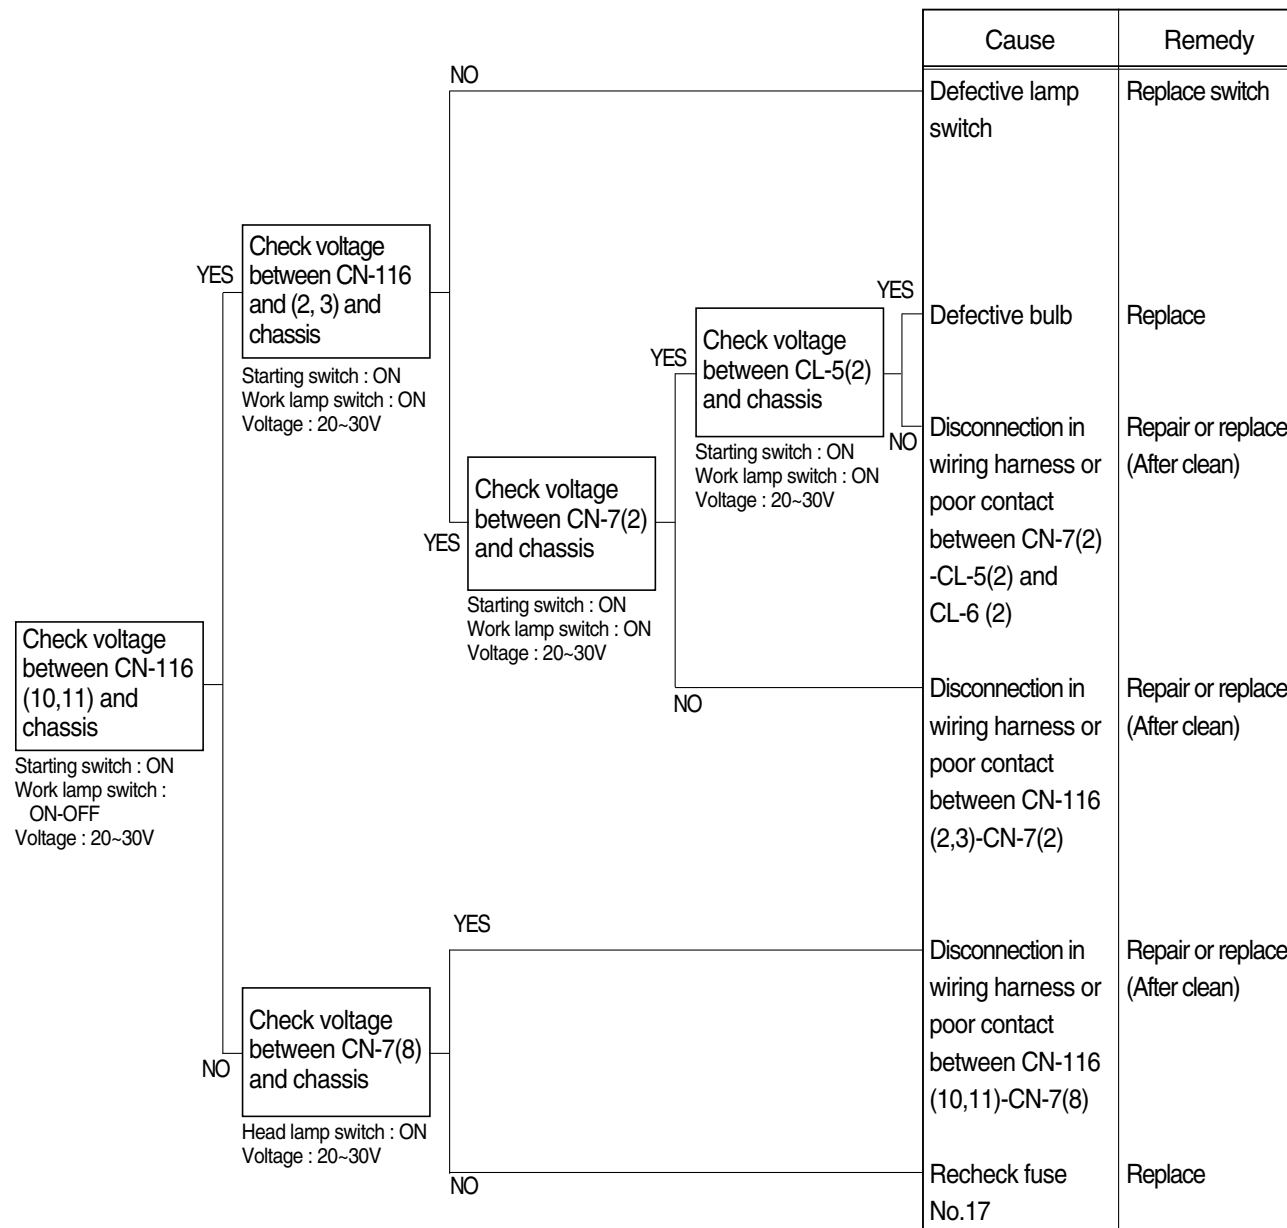 Cause
Remedy
NO
Defective lamp
switch
Replace switch
YES
Check voltage
between CN-116
and (2, 3) and
chassis
Starting switch : ON
Work lamp switch : ON
Voltage : 20~30V
YES
Defective bulb
Replace
YES
Check voltage
between CL-5(2)
and chassis
Starting switch : ON
Work lamp switch : ON
Voltage : 20~30V
NO
Disconnection in
wiring harness or
poor contact
between CN-7(2)
-CL-5(2) and
CL-6 (2)
Repair or replace
(After clean)
YES
Check voltage
between CN-7(2)
and chassis
Starting switch : ON
Work lamp switch : ON
Voltage : 20~30V
Check voltage
between CN-116
(10,11) and
chassis
Starting switch : ON
Work lamp switch :
ON-OFF
Voltage : 20~30V
NO
Disconnection in
wiring harness or
poor contact
between CN-116
(2,3)-CN-7(2)
Repair or replace
(After clean)
YES
Disconnection in
wiring harness or
poor contact
between CN-116
(10,11)-CN-7(8)
Repair or replace
(After clean)
NO
Check voltage
between CN-7(8)
and chassis
Head lamp switch : ON
Voltage : 20~30V
NO
Recheck fuse
No.17
Replace